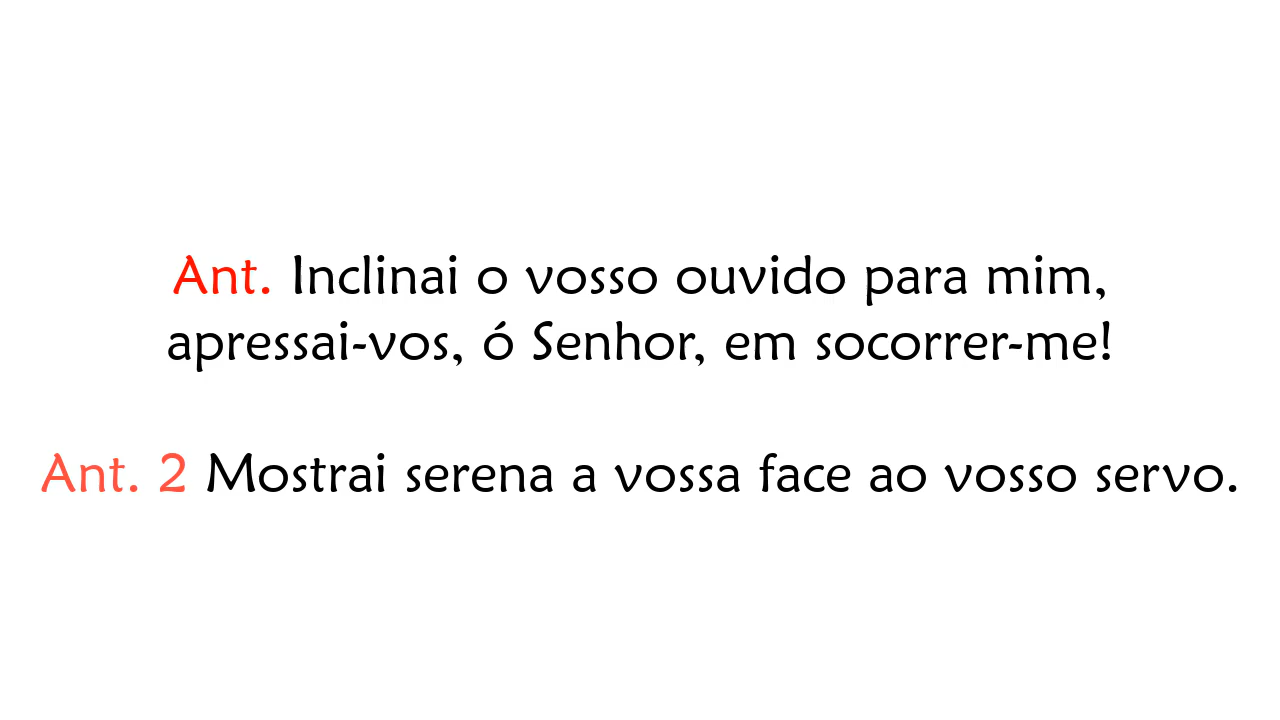 Ant. Inclinai o vosso ouvido para mim,
apressai-vos, ó Senhor, em socorrer-me!
Ant. 2 Mostrai serena a vossa face ao vosso servo.